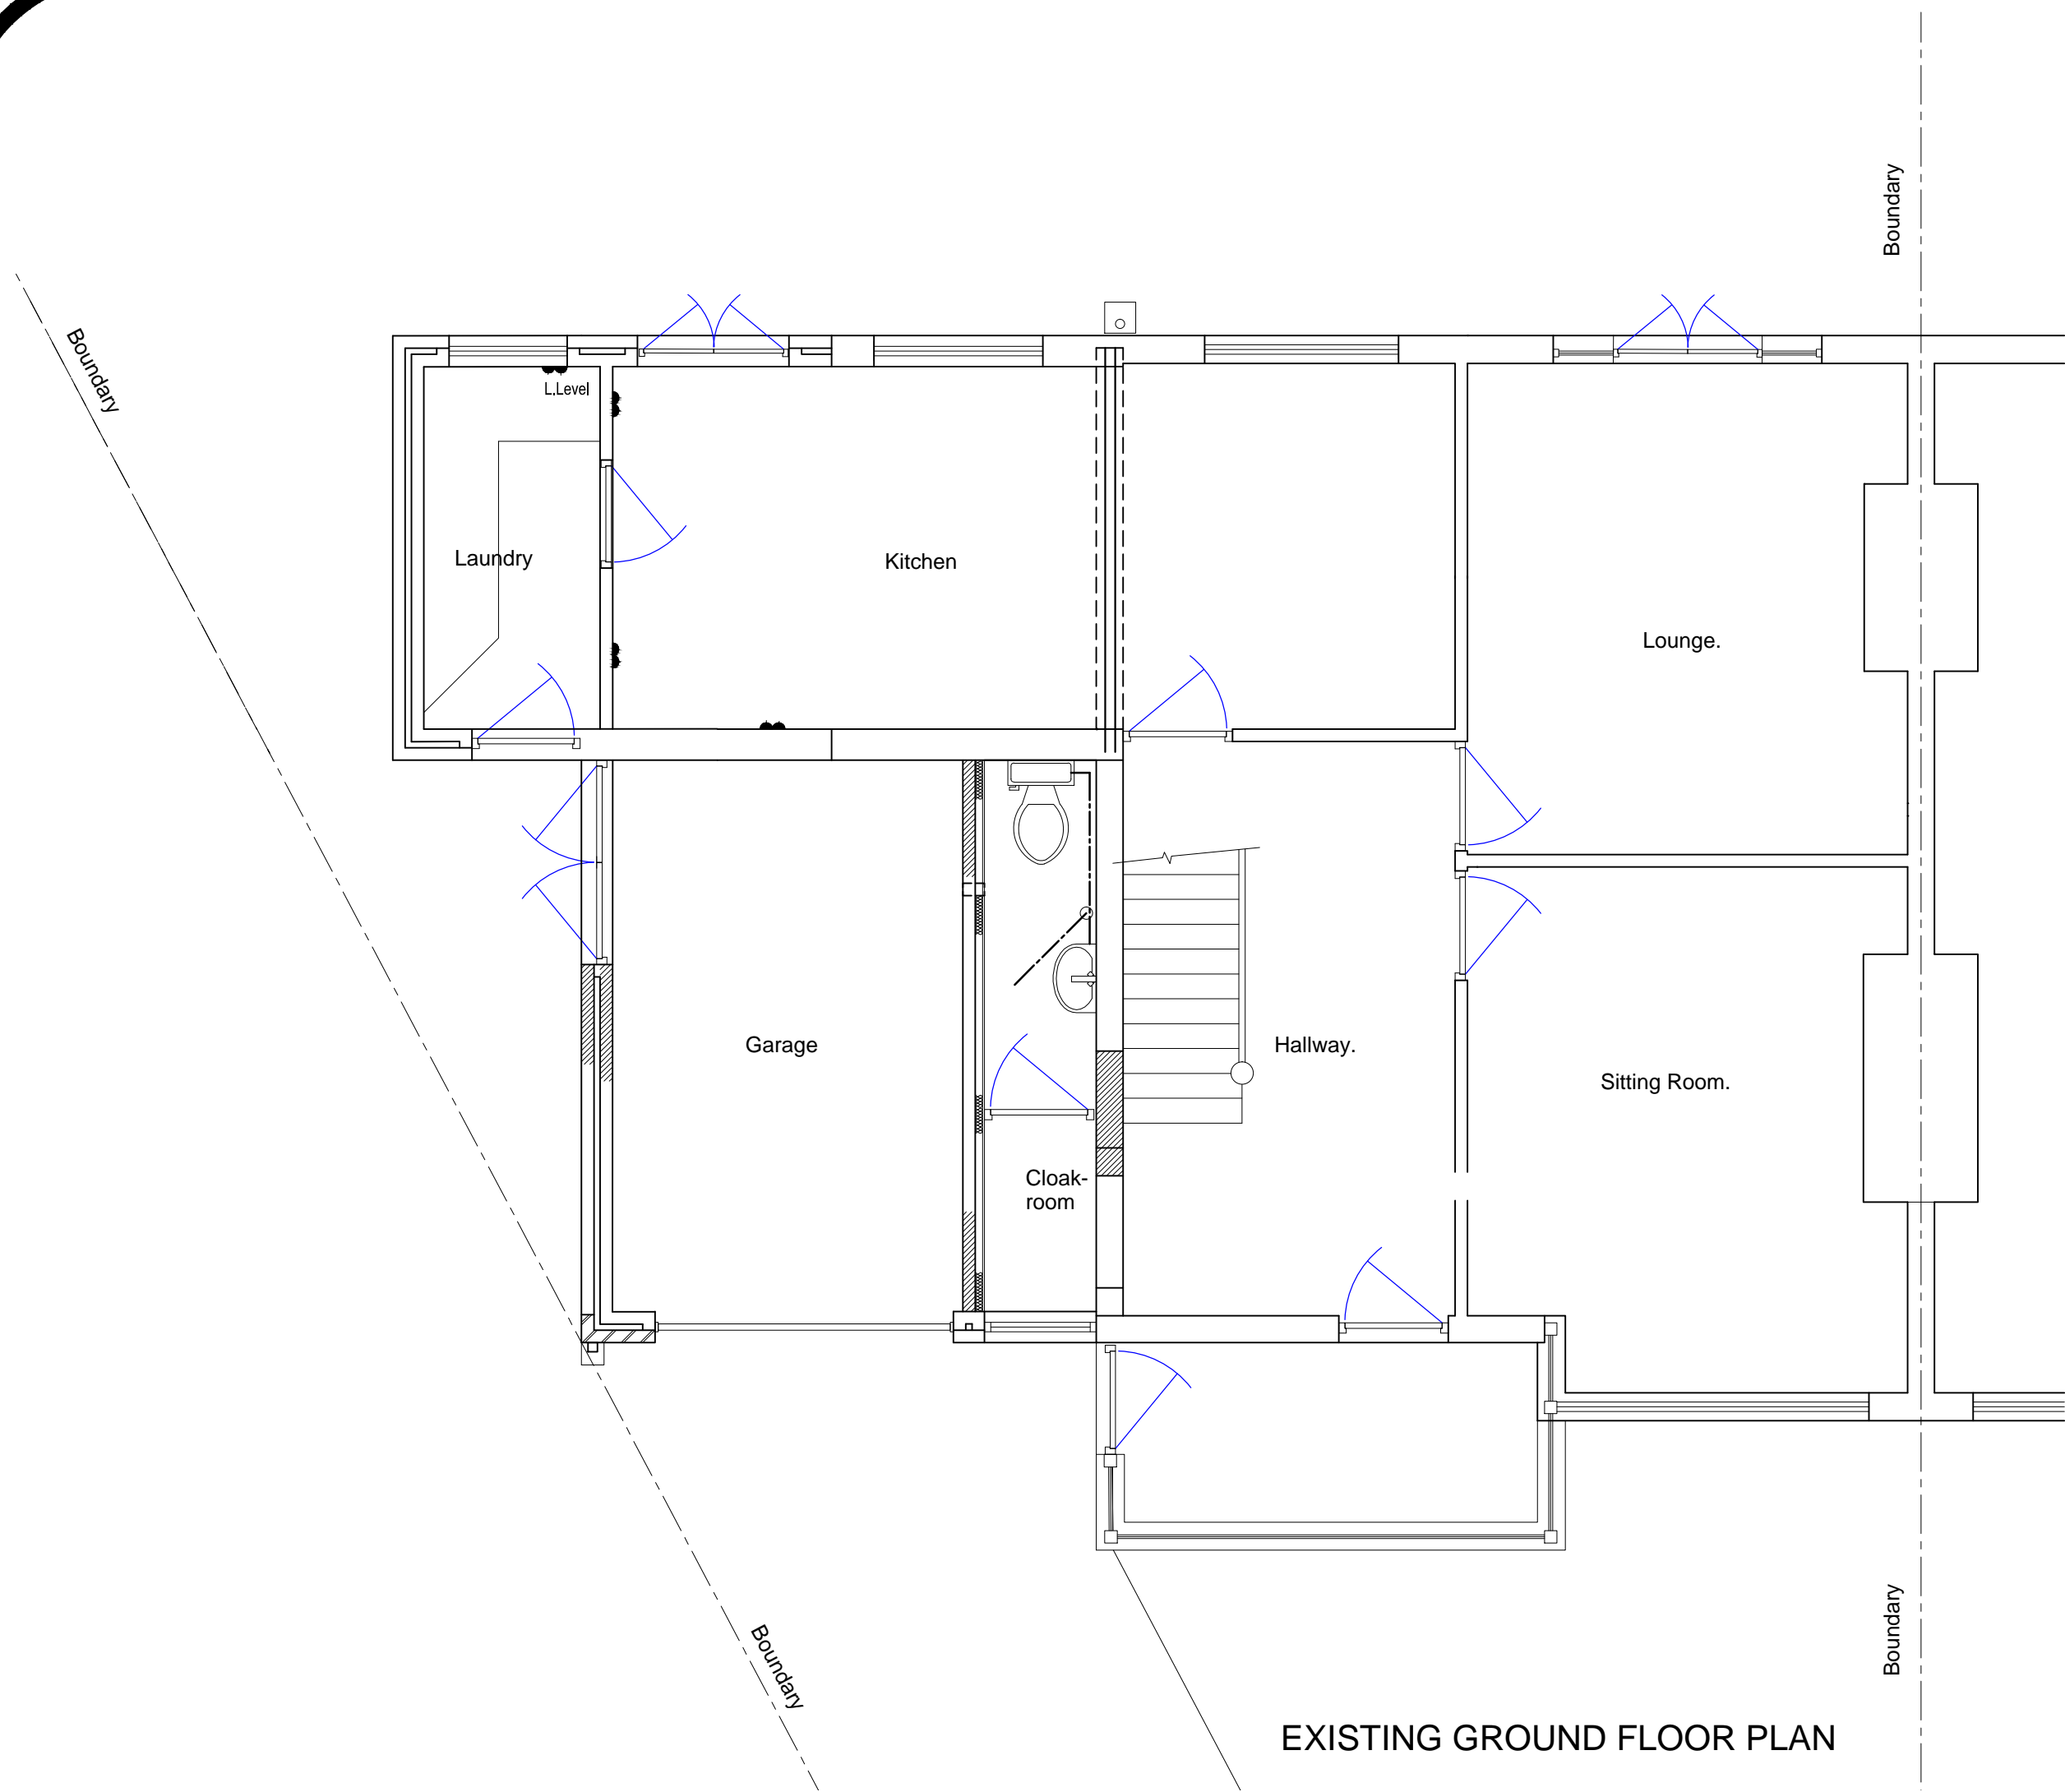 Boundary
Boundary
L.Level
Laundry
Kitchen
Lounge.
Garage
Hallway.
Sitting Room.
Cloak-
room
Boundary
Boundary
EXISTING GROUND FLOOR PLAN